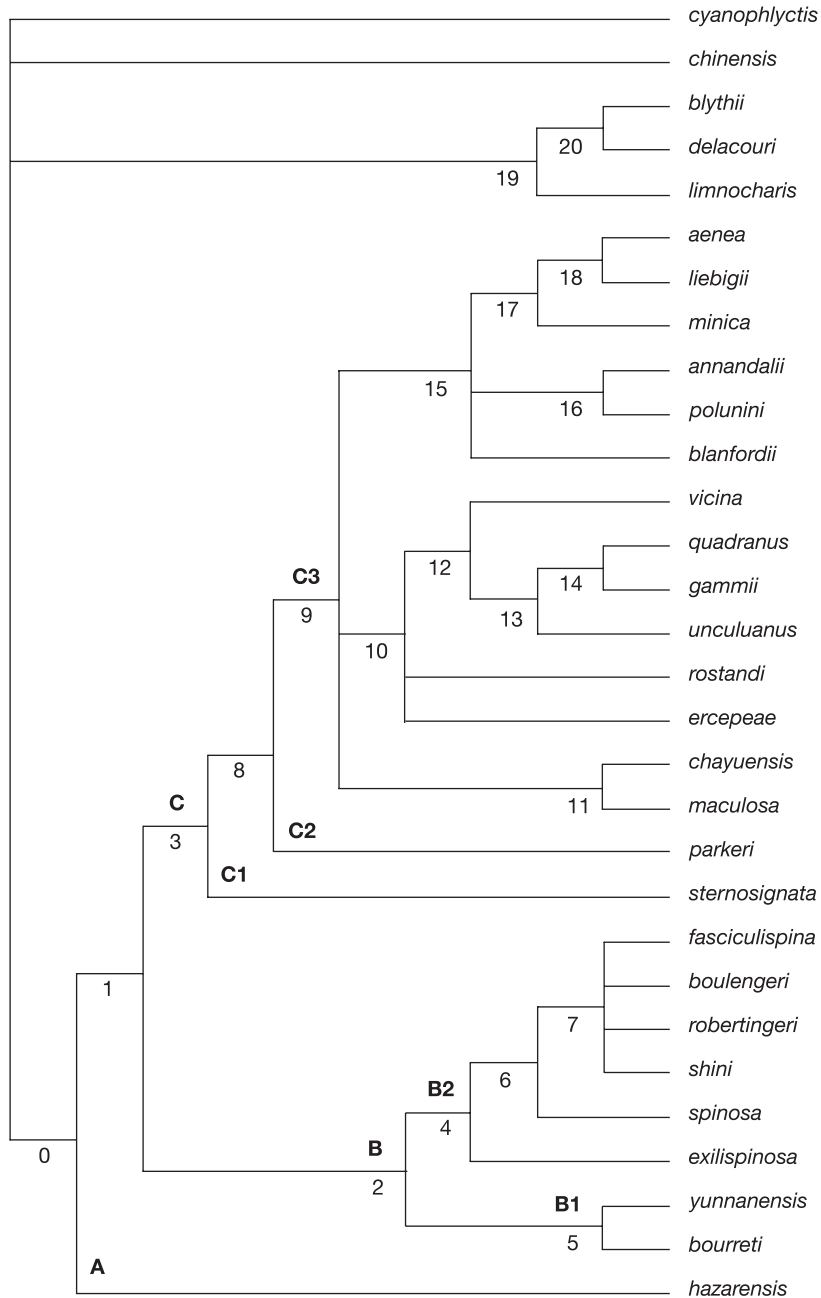 cyanophlyctis
chinensis
blythii
20
delacouri
19
limnocharis
aenea
18
liebigii
17
minica
annandalii
15
16
polunini
blanfordii
vicina
quadranus
12
C3
14
gammii
9
13
unculuanus
10
rostandi
ercepeae
chayuensis
8
11
maculosa
C
C2
3
parkeri
C1
sternosignata
fasciculispina
1
boulengeri
7
robertingeri
shini
6
B2
spinosa
4
B
exilispinosa
0
2
B1
yunnanensis
5
bourreti
A
hazarensis